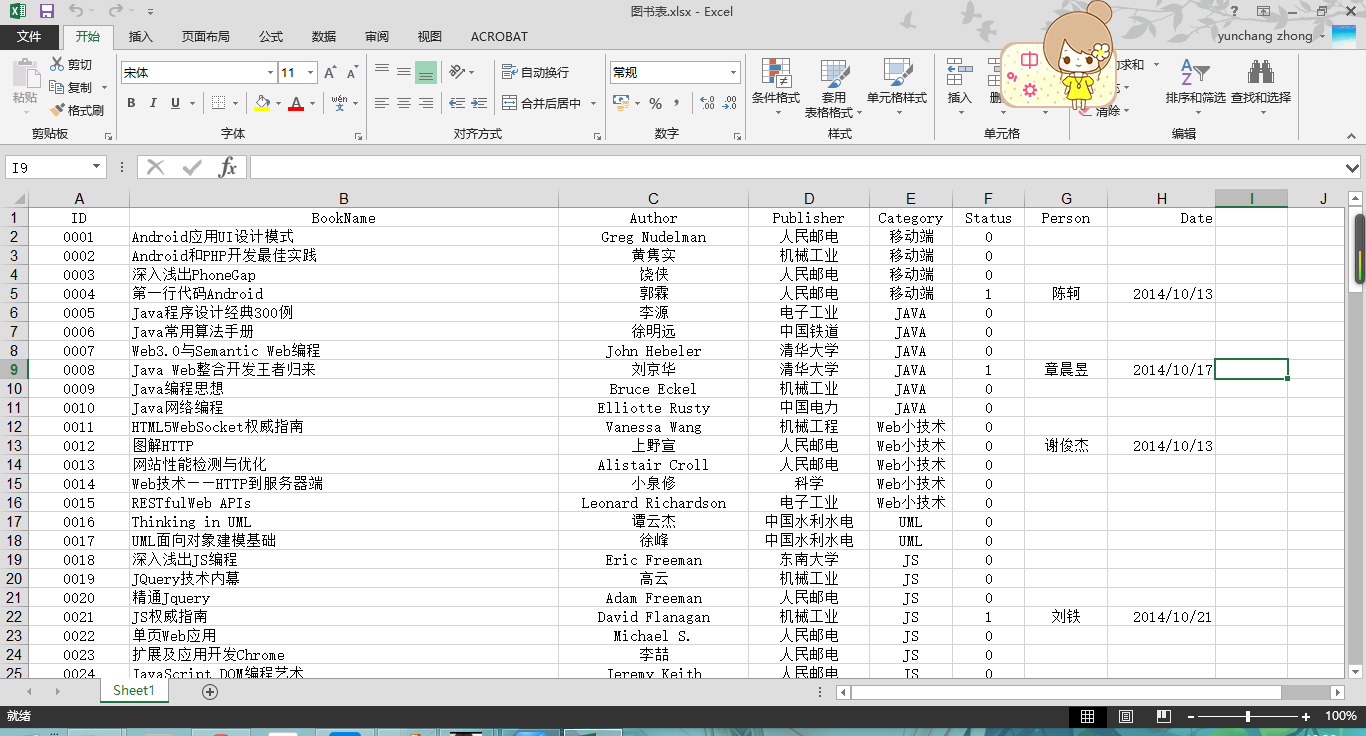 图书表.xlsx - Excel
文件 开始 插入 页面布局 公式 数据 审阅 视图 ACROBAT yunchang zhong
粘贴 剪切 复制 格式刷 剪贴板
宋体 11 B I U wén 字体
自动换行 合并后居中 对齐方式
常规 % 数字
条件格式 套用表格格式 单元格样式 样式
插入 单元格
中
求和 清除 排序和筛选 查找和选择 编辑
I9 fx
A B C D E F G H I J
1 ID BookName Author Publisher Category Status Person Date
2 0001 Android应用UI设计模式 Greg Nudelman 人民邮电 移动端 0
3 0002 Android和PHP开发最佳实践 黄隽实 机械工业 移动端 0
4 0003 深入浅出PhoneGap 饶侠 人民邮电 移动端 0
5 0004 第一行代码Android 郭霖 人民邮电 移动端 1 陈轲 2014/10/13
6 0005 Java程序设计经典300例 李源 电子工业 JAVA 0
7 0006 Java常用算法手册 徐明远 中国铁道 JAVA 0
8 0007 Web3.0与Semantic Web编程 John Hebeler 清华大学 JAVA 0
9 0008 Java Web整合开发王者归来 刘京华 清华大学 JAVA 1 章晨昱 2014/10/17
10 0009 Java编程思想 Bruce Eckel 机械工业 JAVA 0
11 0010 Java网络编程 Elliotte Rusty 中国电力 JAVA 0
12 0011 HTML5WebSocket权威指南 Vanessa Wang 机械工程 Web小技术 0
13 0012 图解HTTP 上野宣 人民邮电 Web小技术 0 谢俊杰 2014/10/13
14 0013 网站性能检测与优化 Alistair Croll 人民邮电 Web小技术 0
15 0014 Web技术——HTTP到服务器端 小泉修 科学 Web小技术 0
16 0015 RESTfulWeb APIs Leonard Richardson 电子工业 Web小技术 0
17 0016 Thinking in UML 谭云杰 中国水利水电 UML 0
18 0017 UML面向对象建模基础 徐峰 中国水利水电 UML 0
19 0018 深入浅出JS编程 Eric Freeman 东南大学 JS 0
20 0019 JQuery技术内幕 高云 机械工业 JS 0
21 0020 精通Jquery Adam Freeman 人民邮电 JS 0
22 0021 JS权威指南 David Flanagan 机械工业 JS 1 刘铁 2014/10/21
23 0022 单页Web应用 Michael S. 人民邮电 JS 0
24 0023 扩展及应用开发Chrome 李喆 人民邮电 JS 0
25 0024 JavaScript DOM编程艺术 Jeremy Keith 人民邮电 JS 0
Sheet1
就绪 100%